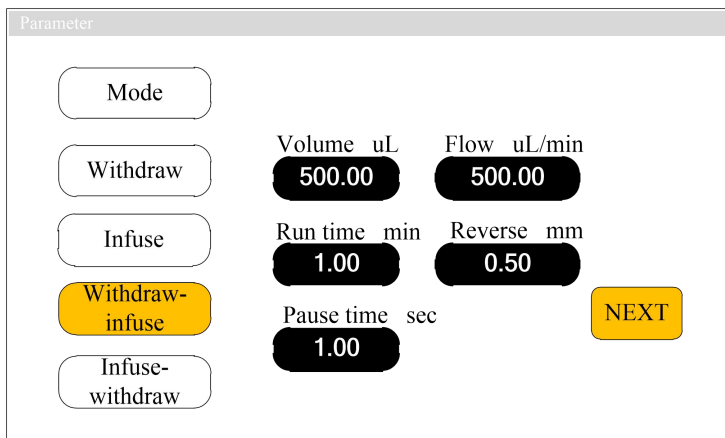 Parameter
Mode
Withdraw
Infuse
Withdraw-
infuse
Infuse-
withdraw
Volume uL
500.00
Flow uL/min
500.00
Run time min
1.00
Reverse mm
0.50
Pause time sec
1.00
NEXT